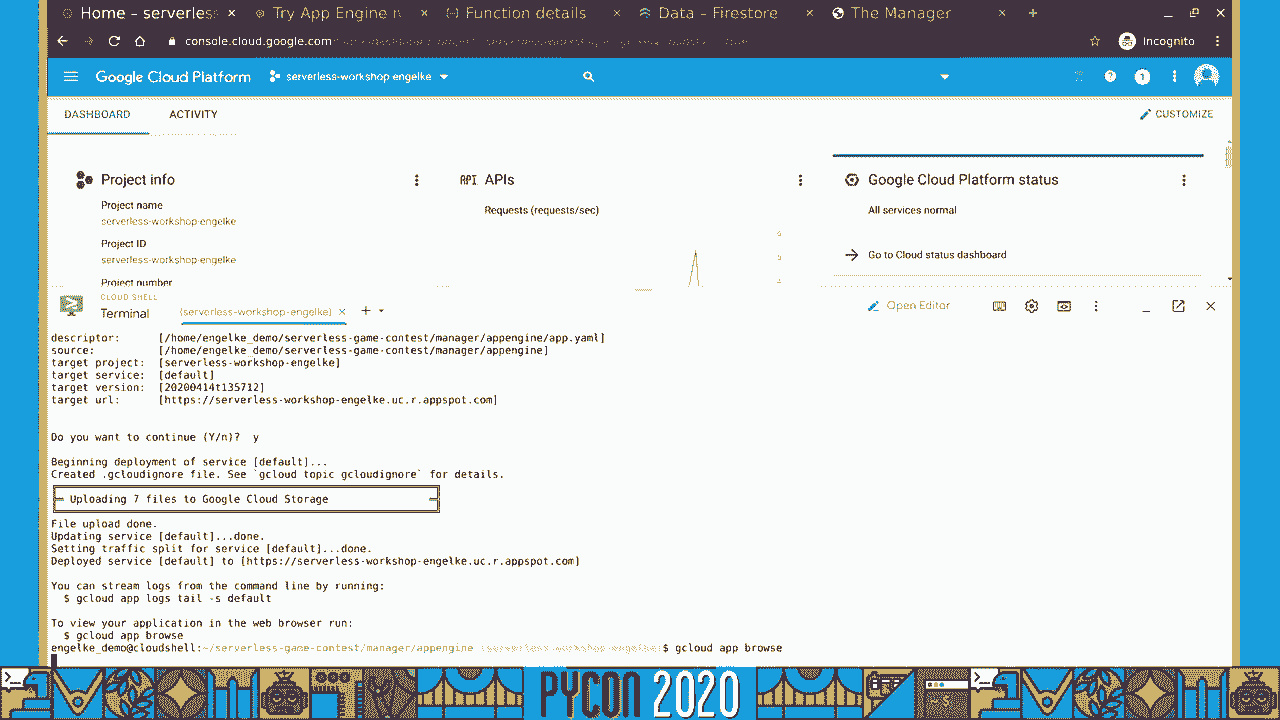 Home - serverless
Try App Engine n
Function details
Data - Firestore
The Manager
console.cloud.google.com
Incognito
Google Cloud Platform
serverless-workshop-engelke
? 1
DASHBOARD
ACTIVITY
CUSTOMIZE
Project info
Project name
serverless-workshop-engelke
Project ID
serverless-workshop-engelke
Project number
API APIs
Requests (requests/sec)
Google Cloud Platform status
All services normal
Go to Cloud status dashboard
CLOUD SHELL
Terminal
(serverless-workshop-engelke)
Open Editor
descriptor: [/home/engelke_demo/serverless-game-contest/manager/appengine/app.yaml]
source: [/home/engelke_demo/serverless-game-contest/manager/appengine]
target project: [serverless-workshop-engelke]
target service: [default]
target version: [20200414t135712]
target url: [https://serverless-workshop-engelke.uc.r.appspot.com]
Do you want to continue (Y/n)? y
Beginning deployment of service [default]...
Created .gcloudignore file. See `gcloud topic gcloudignore` for details.
Uploading 7 files to Google Cloud Storage
File upload done.
Updating service [default]...done.
Setting traffic split for service [default]...done.
Deployed service [default] to [https://serverless-workshop-engelke.uc.r.appspot.com]
You can stream logs from the command line by running:
$ gcloud app logs tail -s default
To view your application in the web browser run:
$ gcloud app browse
engelke_demo@cloudshell:~/serverless-game-contest/manager/appengine (serverless-workshop-engelke)$ gcloud app browse
PYCON 2020